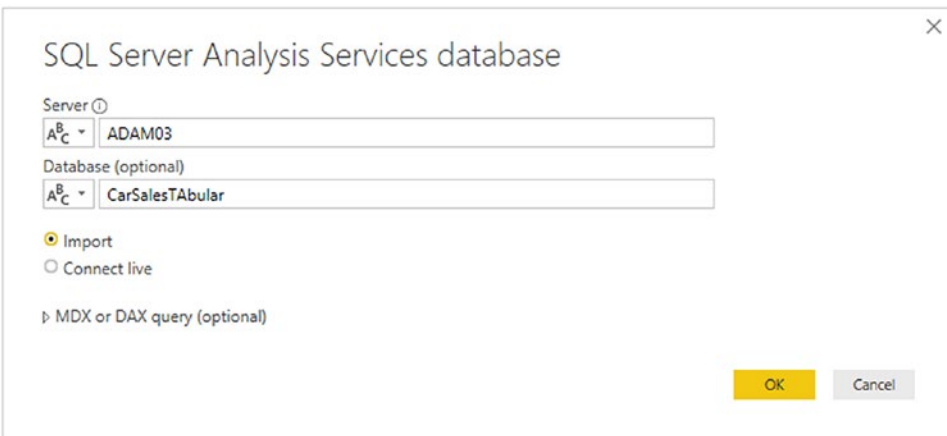 SQL Server Analysis Services database
Server
ABC ADAM03
Database (optional)
ABC CarSalesTAbular
Import
Connect live
MDX or DAX query (optional)
OK Cancel